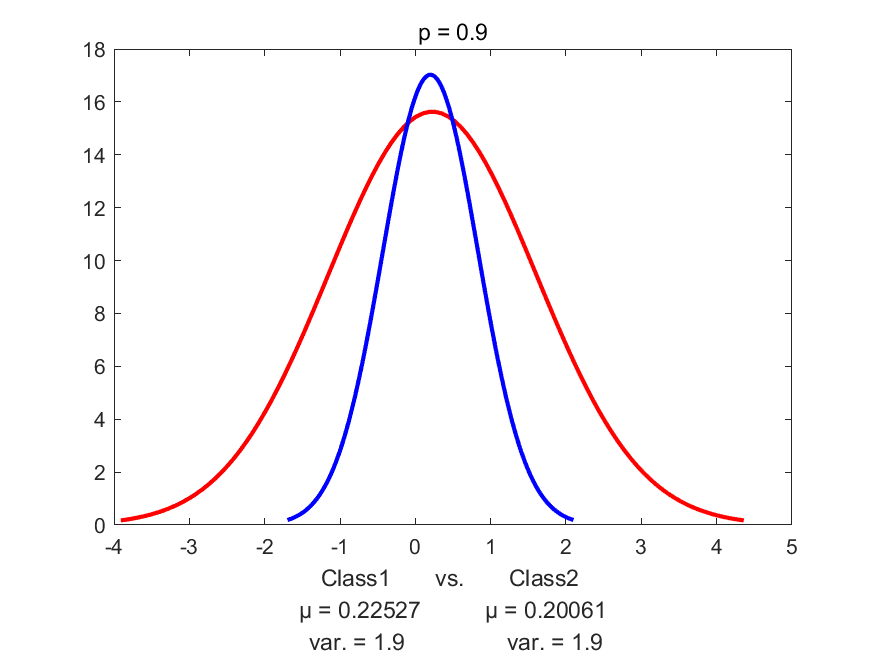 p = 0.9
18
16
14
12
10
8
6
4
2
0
-4 -3 -2 -1 0 1 2 3 4 5
Class1 vs. Class2
μ = 0.22527 μ = 0.20061
var. = 1.9 var. = 1.9